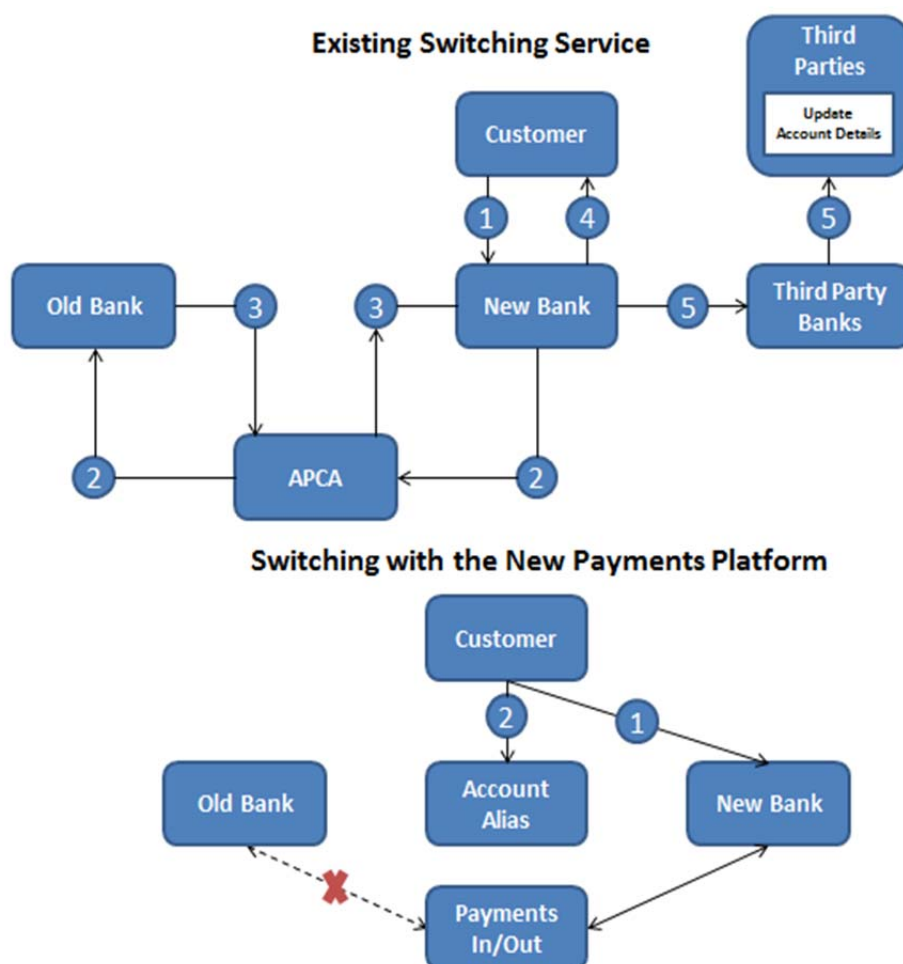 Existing Switching Service
Third
Parties
Update
Account Details
Customer
1
4
5
Old Bank
3
3
New Bank
5
Third Party
Banks
2
APCA
2
Switching with the New Payments Platform
Customer
2
1
Old Bank
Account
Alias
New Bank
Payments
In/Out